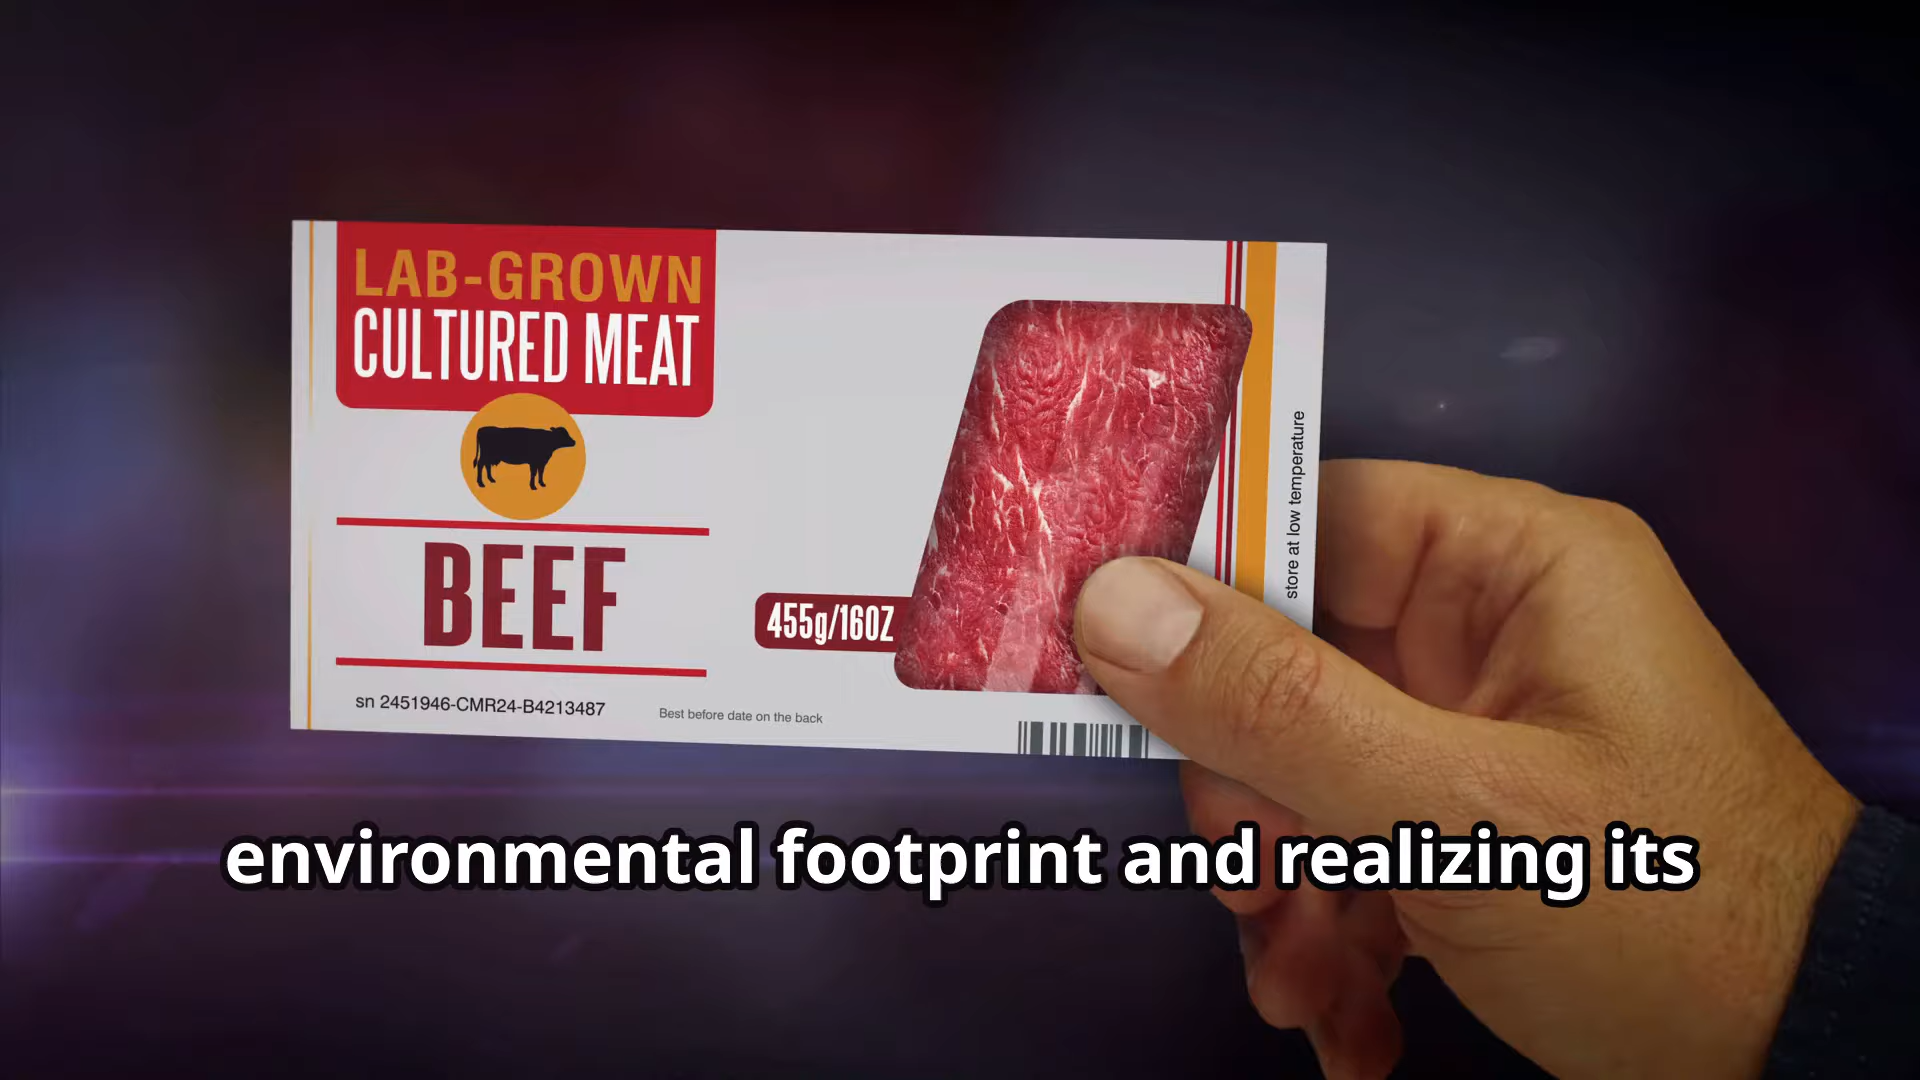 LAB-GROWN
CULTURED MEAT
BEEF
455g/16OZ
sn 2451946-CMR24-B4213487
Best before date on the back
store at low temperature
environmental footprint and realizing its